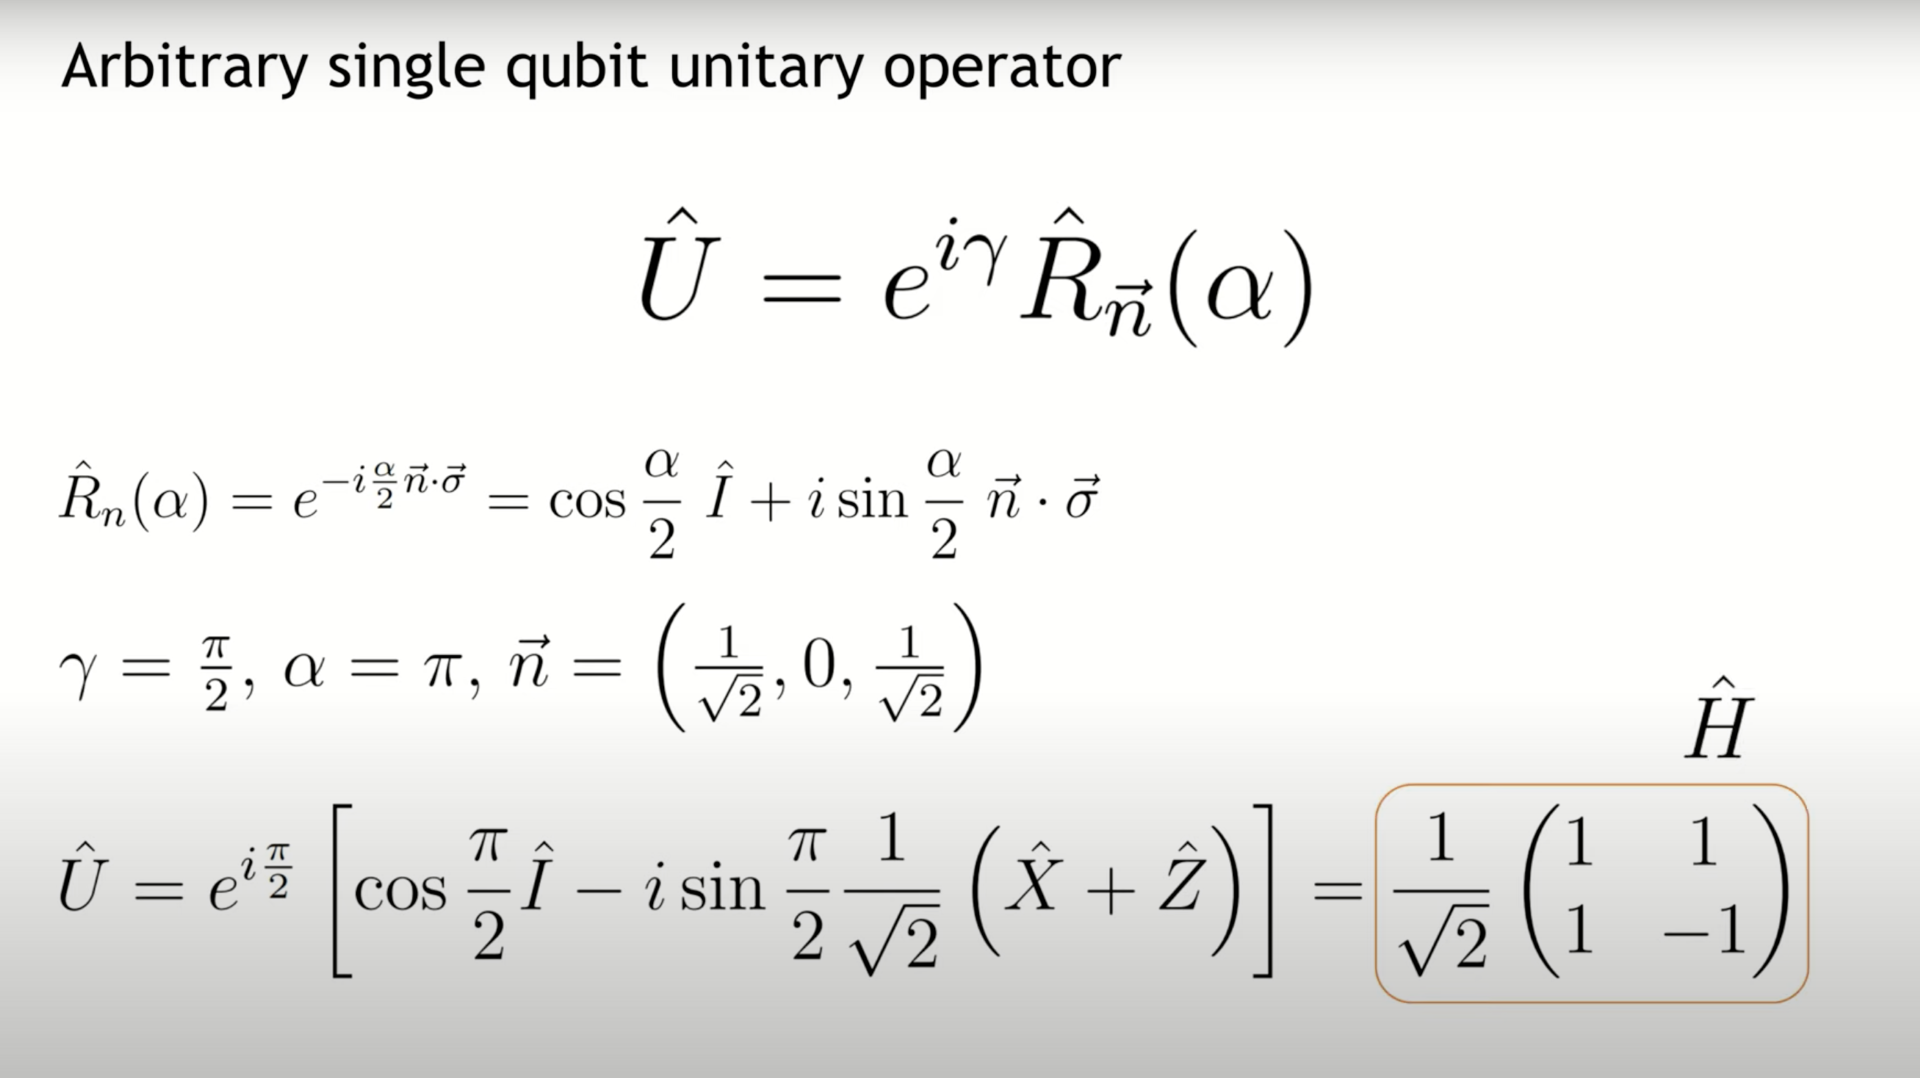 Arbitrary single qubit unitary operator
$\hat{U} = e^{i\gamma} \hat{R}_{\vec{n}}(\alpha)$
$\hat{R}_n(\alpha) = e^{-i\frac{\alpha}{2}\vec{n}\cdot\vec{\sigma}} = \cos\frac{\alpha}{2}\,\hat{I} + i\sin\frac{\alpha}{2}\,\vec{n}\cdot\vec{\sigma}$
$\gamma = \frac{\pi}{2},\ \alpha = \pi,\ \vec{n} = \left(\frac{1}{\sqrt{2}}, 0, \frac{1}{\sqrt{2}}\right)$
$\hat{H}$
$\hat{U} = e^{i\frac{\pi}{2}} \left[\cos\frac{\pi}{2}\hat{I} - i\sin\frac{\pi}{2}\frac{1}{\sqrt{2}}\left(\hat{X} + \hat{Z}\right)\right] = \frac{1}{\sqrt{2}}\begin{pmatrix} 1 & 1 \\ 1 & -1 \end{pmatrix}$